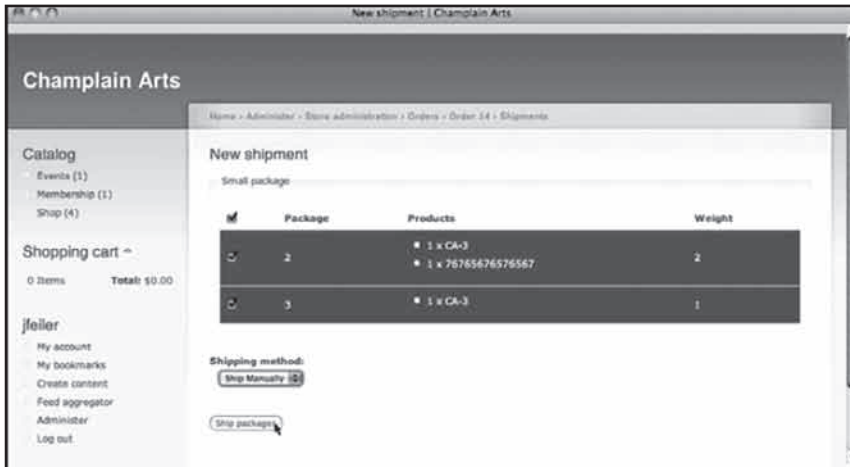 New shipment | Champlain Arts
Champlain Arts
Home › Administer › Store administration › Orders › Order 14 › Shipments
Catalog
Events (1)
Membership (1)
Shop (4)
Shopping cart
0 Items Total: $0.00
jfeiler
My account
My bookmarks
Create content
Feed aggregator
Administer
Log out
New shipment
Small package
Package Products Weight
2 1 x CA-3 2
1 x 76765676576567
3 1 x CA-3 1
Shipping method:
Ship Manually
Ship packages